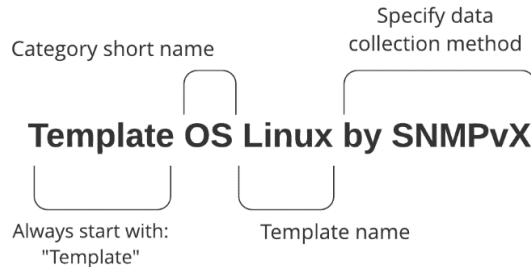 Specify data
collection method
Category short name
Template OS Linux by SNMPvX
Always start with:
"Template"
Template name